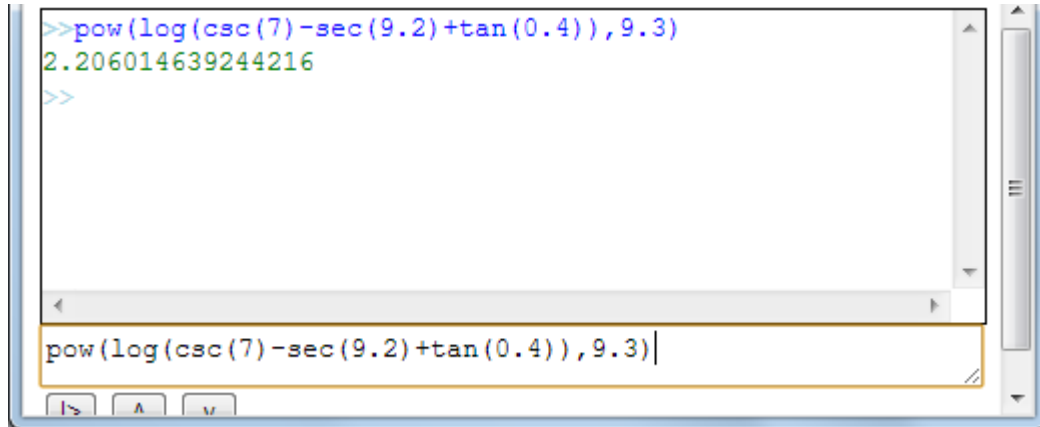 >>pow(log(csc(7)-sec(9.2)+tan(0.4)),9.3)
2.206014639244216
>>
pow(log(csc(7)-sec(9.2)+tan(0.4)),9.3)